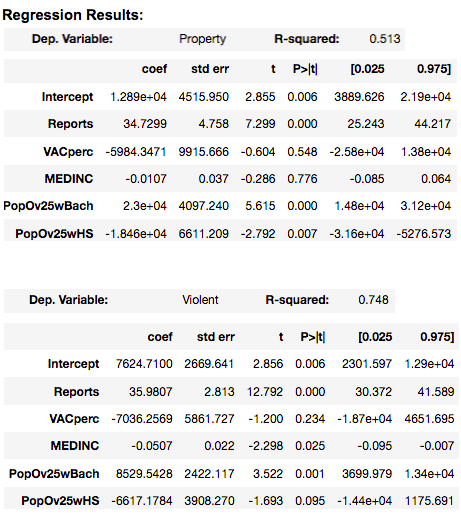 Regression Results:
Dep. Variable: Property R-squared: 0.513
coef std err t P>|t| [0.025 0.975]
Intercept 1.289e+04 4515.950 2.855 0.006 3889.626 2.19e+04
Reports 34.7299 4.758 7.299 0.000 25.243 44.217
VACperc -5984.3471 9915.666 -0.604 0.548 -2.58e+04 1.38e+04
MEDINC -0.0107 0.037 -0.286 0.776 -0.085 0.064
PopOv25wBach 2.3e+04 4097.240 5.615 0.000 1.48e+04 3.12e+04
PopOv25wHS -1.846e+04 6611.209 -2.792 0.007 -3.16e+04 -5276.573
Dep. Variable: Violent R-squared: 0.748
coef std err t P>|t| [0.025 0.975]
Intercept 7624.7100 2669.641 2.856 0.006 2301.597 1.29e+04
Reports 35.9807 2.813 12.792 0.000 30.372 41.589
VACperc -7036.2569 5861.727 -1.200 0.234 -1.87e+04 4651.695
MEDINC -0.0507 0.022 -2.298 0.025 -0.095 -0.007
PopOv25wBach 8529.5428 2422.117 3.522 0.001 3699.979 1.34e+04
PopOv25wHS -6617.1784 3908.270 -1.693 0.095 -1.44e+04 1175.691